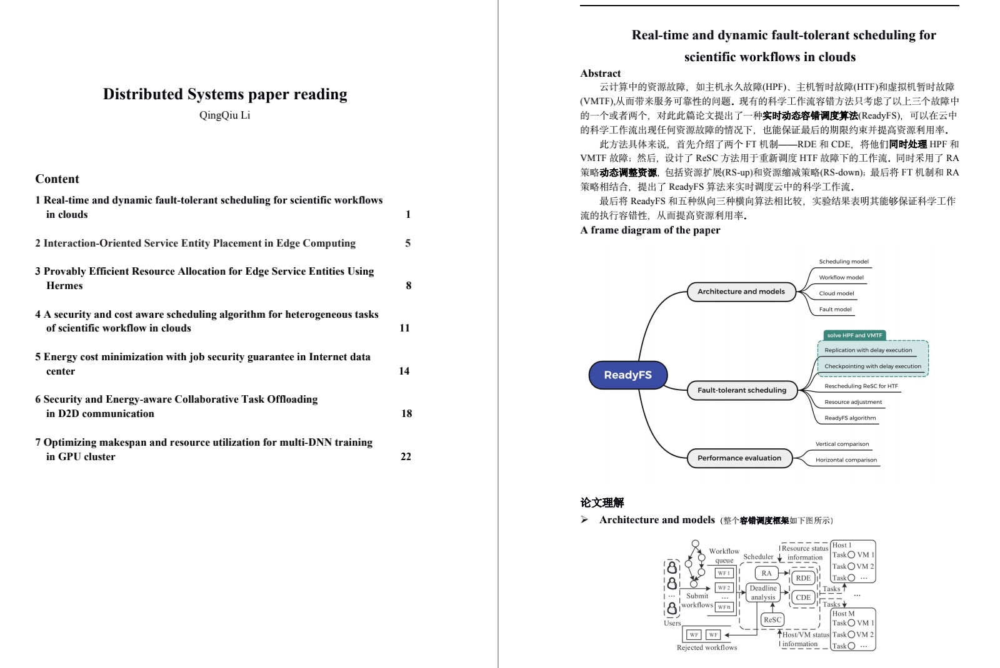 Distributed Systems paper reading
QingQiu Li
Content
1 Real-time and dynamic fault-tolerant scheduling for scientific workflows
in clouds 1
2 Interaction-Oriented Service Entity Placement in Edge Computing 5
3 Provably Efficient Resource Allocation for Edge Service Entities Using
Hermes 8
4 A security and cost aware scheduling algorithm for heterogeneous tasks
of scientific workflow in clouds 11
5 Energy cost minimization with job security guarantee in Internet data
center 14
6 Security and Energy-aware Collaborative Task Offloading
in D2D communication 18
7 Optimizing makespan and resource utilization for multi-DNN training
in GPU cluster 22
Real-time and dynamic fault-tolerant scheduling for
scientific workflows in clouds
Abstract
云计算中的资源故障，如主机永久故障(HPF)、主机暂时故障(HTF)和虚拟机暂时故障
(VMTF),从而带来服务可靠性的问题。现有的科学工作流容错方法只考虑了以上三个故障中
的一个或者两个，对此此篇论文提出了一种实时动态容错调度算法(ReadyFS)，可以在云中
的科学工作流出现任何资源故障的情况下，也能保证最后的期限约束并提高资源利用率。
此方法具体来说，首先介绍了两个 FT 机制——RDE 和 CDE，将他们同时处理 HPF 和
VMTF 故障；然后，设计了 ReSC 方法用于重新调度 HTF 故障下的工作流。同时采用了 RA
策略动态调整资源，包括资源扩展(RS-up)和资源缩减策略(RS-down)；最后将 FT 机制和 RA
策略相结合，提出了 ReadyFS 算法来实时调度云中的科学工作流。
最后将 ReadyFS 和五种纵向三种横向算法相比较，实验结果表明其能够保证科学工作
流的执行容错性，从而提高资源利用率。
A frame diagram of the paper
ReadyFS
Architecture and models
Scheduling model
Workflow model
Cloud model
Fault model
Fault-tolerant scheduling
solve HPF and VMTF
Replication with delay execution
Checkpointing with delay execution
Rescheduling ReSC for HTF
Resource adjustment
ReadyFS algorithm
Performance evaluation
Vertical comparison
Horizontal comparison
论文理解
➢ Architecture and models（整个容错调度框架如下图所示）
Users
...
Submit
workflows
Workflow
queue
WF 1
WF 2
...
WF n
Scheduler
RA
Deadline
analysis
ReSC
RDE
CDE
Resource status
information
Host/VM status
information
Tasks
Tasks
WF WF
Rejected workflows
Host 1
Task VM 1
Task VM 2
Task ...
...
Host M
Task VM 1
Task VM 2
Task ...